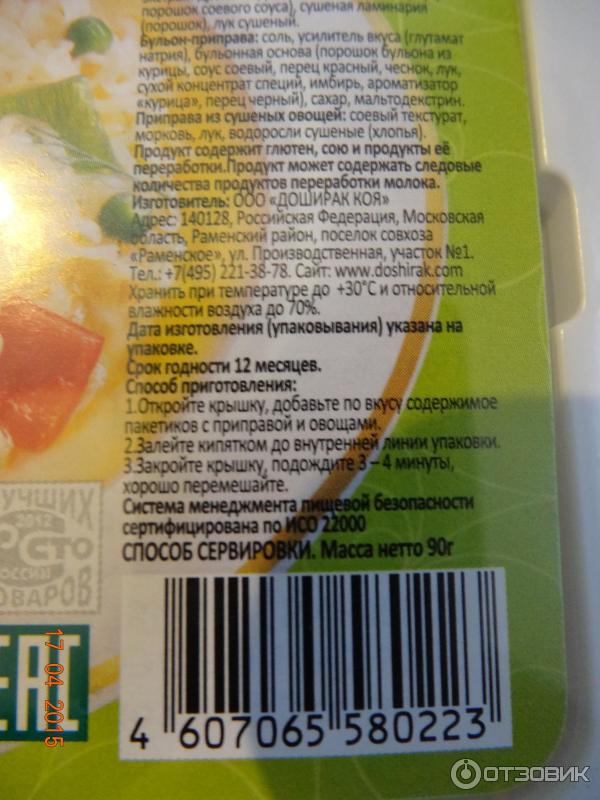 порошок соевого соуса), сушеная ламинария
(порошок), лук сушеный.
Бульон-приправа: соль, усилитель вкуса (глутамат
натрия), бульонная основа (порошок бульона из
курицы, соус соевый, перец красный, чеснок, лук,
сухой концентрат специй, имбирь, ароматизатор
«курица», перец черный), сахар, мальтодекстрин.
Приправа из сушеных овощей: соевый текстурат,
морковь, лук, водоросли сушеные (хлопья).
Продукт содержит глютен, сою и продукты её
переработки.Продукт может содержать следовые
количества продуктов переработки молока.
Изготовитель: ООО «ДОШИРАК КОЯ»
Адрес: 140128, Российская Федерация, Московская
область, Раменский район, поселок совхоза
«Раменское», ул. Производственная, участок №1.
Тел.: +7(495) 221-38-78. Сайт: www.doshirak.com
Хранить при температуре до +30°С и относительной
влажности воздуха до 70%.
Дата изготовления (упаковывания) указана на
упаковке.
Срок годности 12 месяцев.
Способ приготовления:
1.Откройте крышку, добавьте по вкусу содержимое
пакетиков с приправой и овощами.
2.Залейте кипятком до внутренней линии упаковки.
3.Закройте крышку, подождите 3 – 4 минуты,
хорошо перемешайте.
Система менеджмента пищевой безопасности
сертифицирована по ИСО 22000
СПОСОБ СЕРВИРОВКИ. Масса нетто 90г
ЛУЧШИХ
СТО
РОССИИ
ТОВАРОВ
EAC
17 04 2015
4 607065 580223
ОТЗОВИК